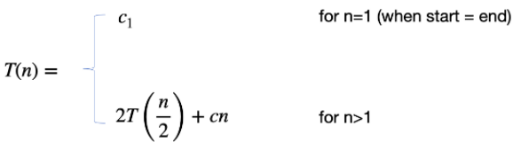 c₁ for n=1 (when start = end)
T(n) =
2T(n/2) + cn for n>1